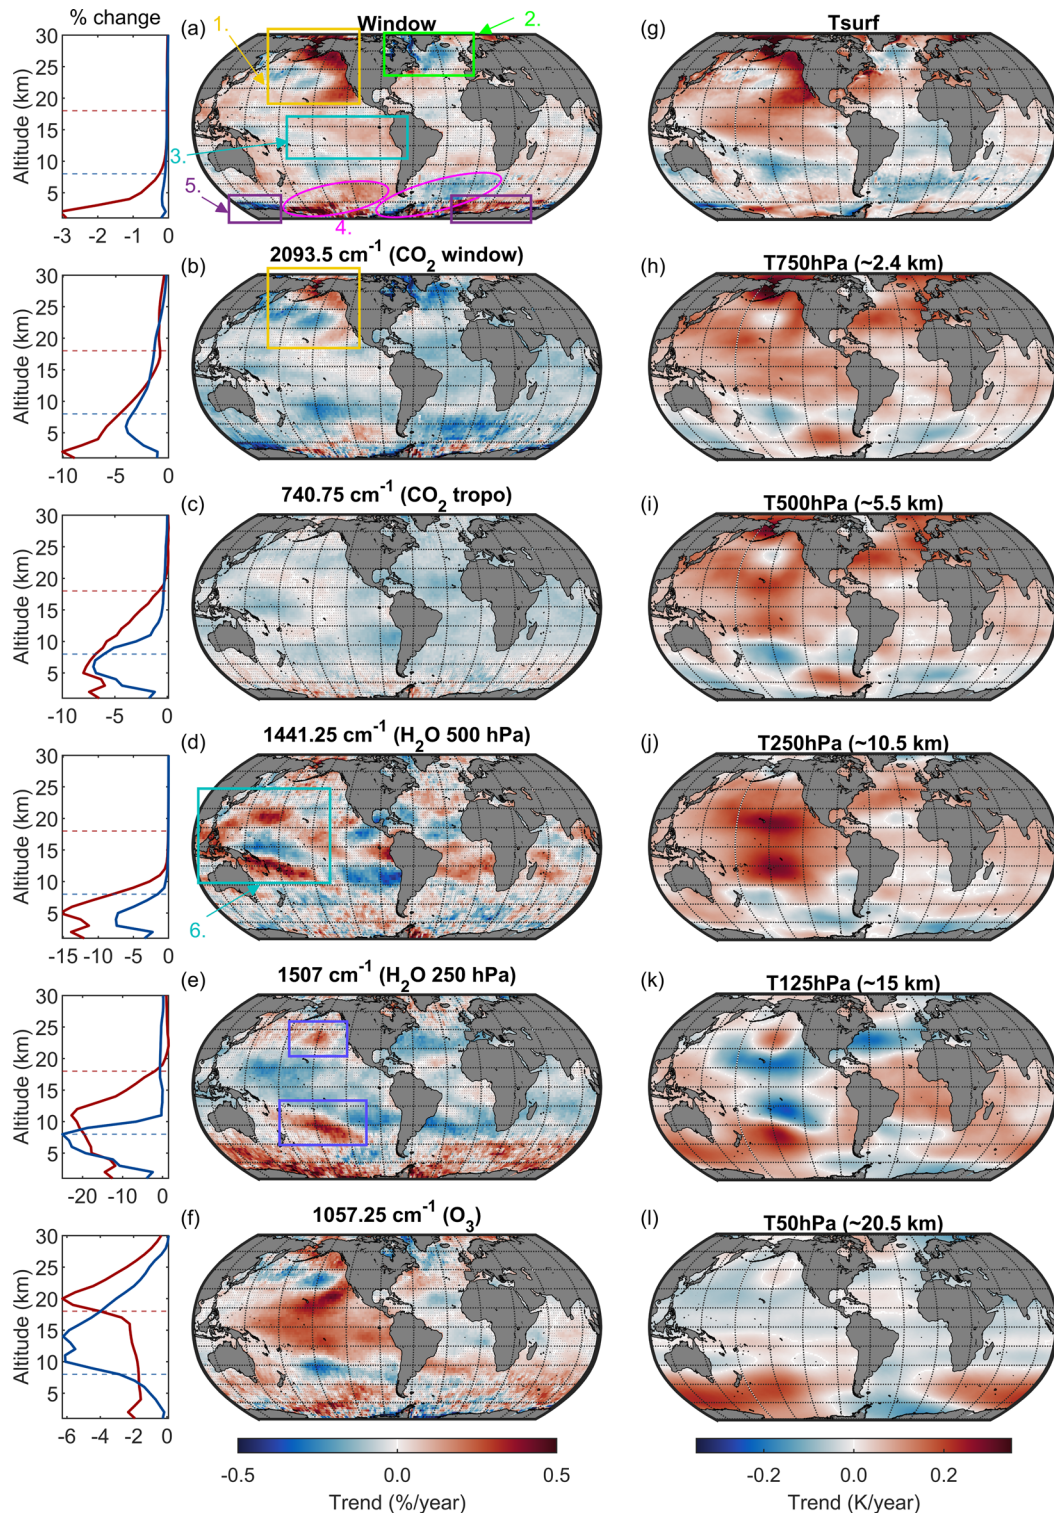 % change
1.
(a)
Window
2.
(g)
Tsurf
30
25
20
15
10
5
Altitude (km)
3.
5.
4.
-3 -2 -1 0
(b)
2093.5 cm-1 (CO2 window)
(h)
T750hPa (~2.4 km)
30
25
20
15
10
5
Altitude (km)
-10 -5 0
(c)
740.75 cm-1 (CO2 tropo)
(i)
T500hPa (~5.5 km)
30
25
20
15
10
5
Altitude (km)
-10 -5 0
(d)
1441.25 cm-1 (H2O 500 hPa)
(j)
T250hPa (~10.5 km)
30
25
20
15
10
5
Altitude (km)
6.
-15 -10 -5 0
(e)
1507 cm-1 (H2O 250 hPa)
(k)
T125hPa (~15 km)
30
25
20
15
10
5
Altitude (km)
-20 -10 0
(f)
1057.25 cm-1 (O3)
(l)
T50hPa (~20.5 km)
30
25
20
15
10
5
Altitude (km)
-6 -4 -2 0
-0.5 0.0 0.5
Trend (%/year)
-0.2 0.0 0.2
Trend (K/year)